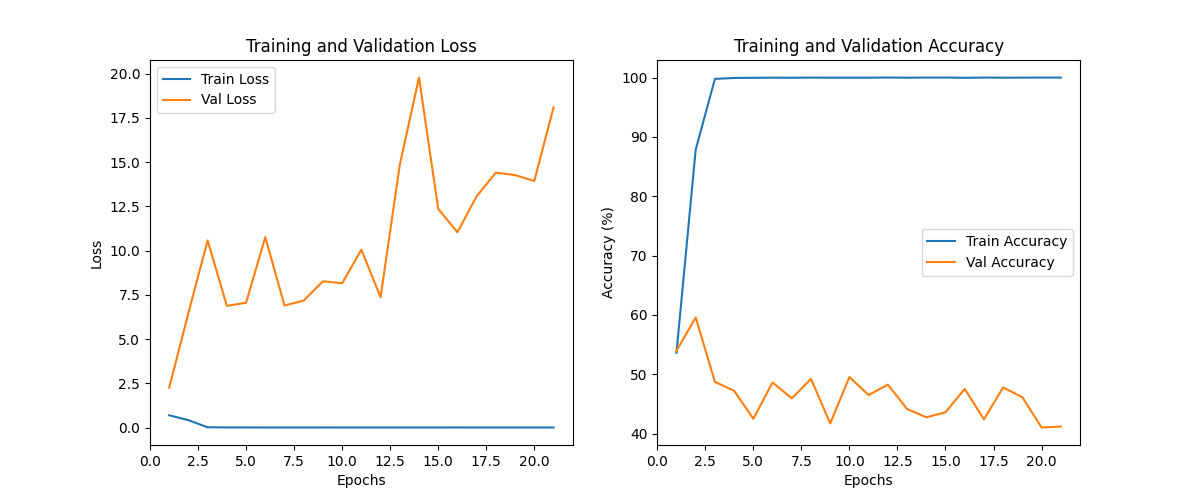 Training and Validation Loss
20.0
17.5
15.0
12.5
10.0
7.5
5.0
2.5
0.0
Loss
Train Loss
Val Loss
0.0 2.5 5.0 7.5 10.0 12.5 15.0 17.5 20.0
Epochs
Training and Validation Accuracy
100
90
80
70
60
50
40
Accuracy (%)
Train Accuracy
Val Accuracy
0.0 2.5 5.0 7.5 10.0 12.5 15.0 17.5 20.0
Epochs